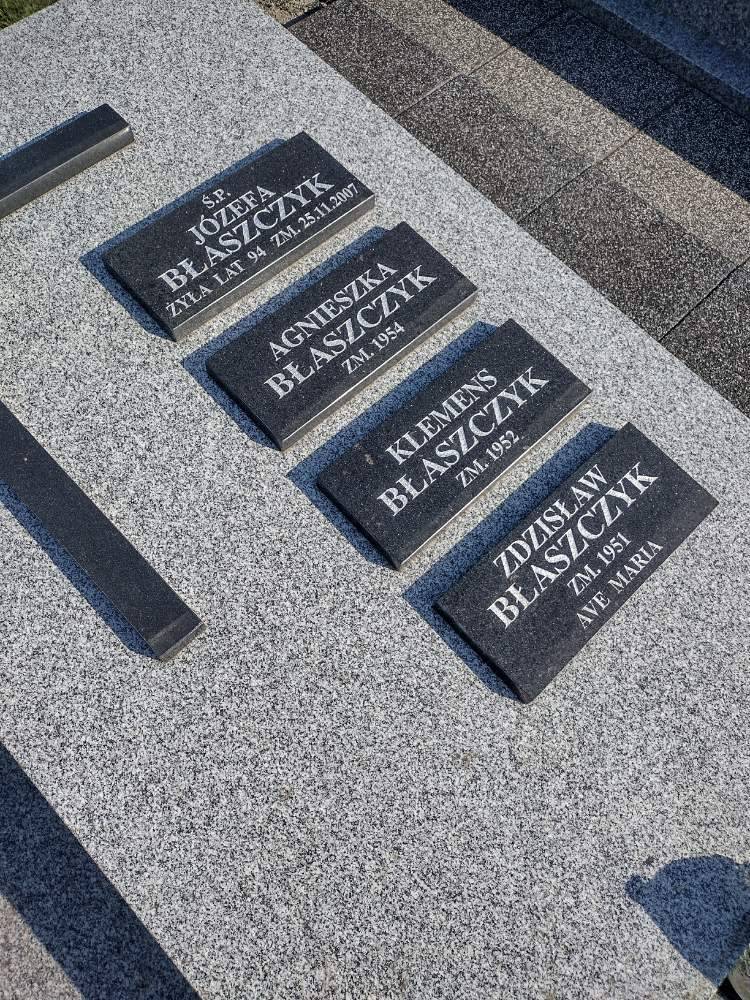 Ś.P.
JÓZEFA
BŁASZCZYK
ŻYŁA LAT 94 ZM. 25.11.2007
AGNIESZKA
BŁASZCZYK
ZM. 1954
KLEMENS
BŁASZCZYK
ZM. 1952
ZDZISŁAW
BŁASZCZYK
ZM. 1951
AVE MARIA